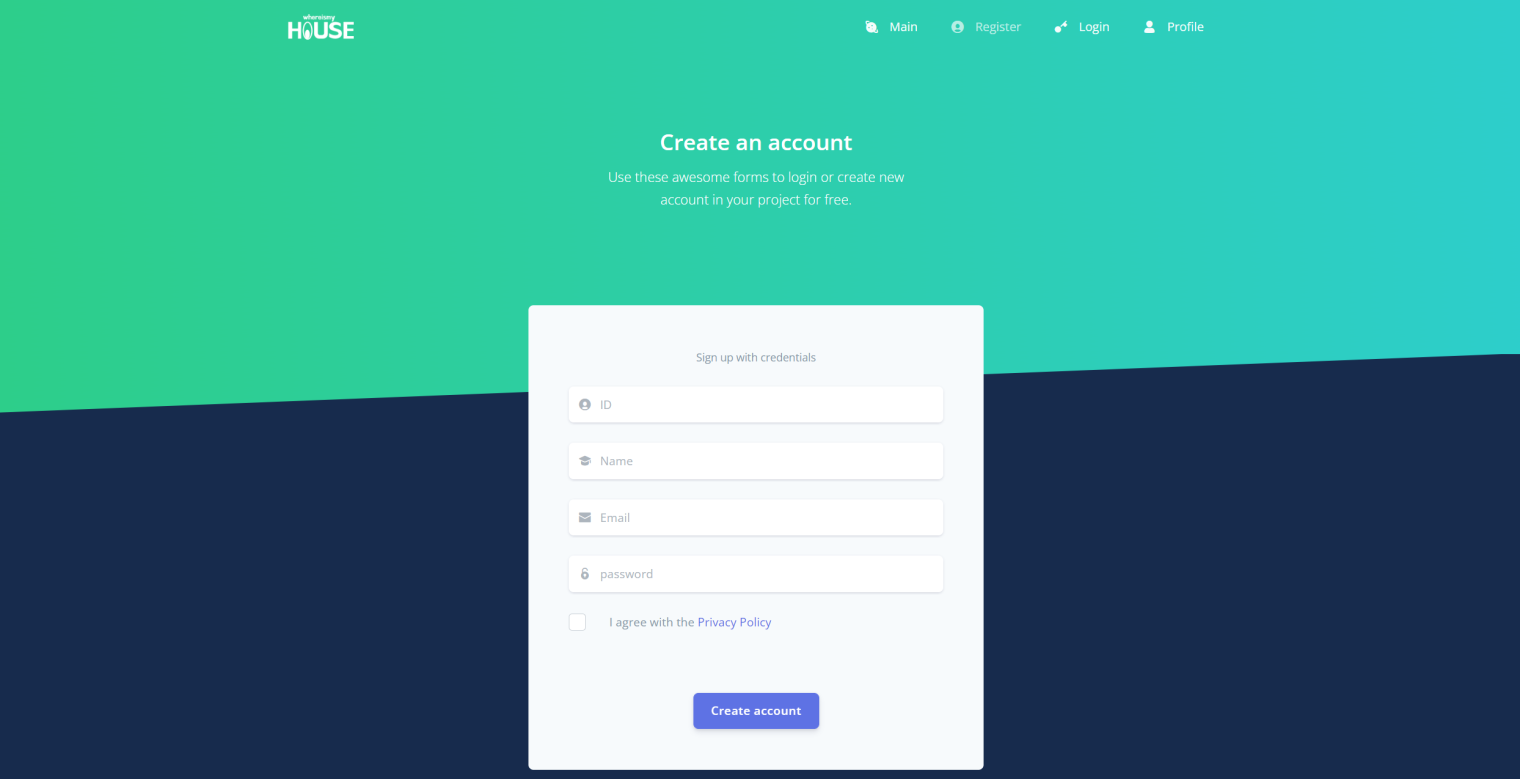 whereismy
HOUSE
Main
Register
Login
Profile
Create an account
Use these awesome forms to login or create new
account in your project for free.
Sign up with credentials
ID
Name
Email
password
I agree with the Privacy Policy
Create account